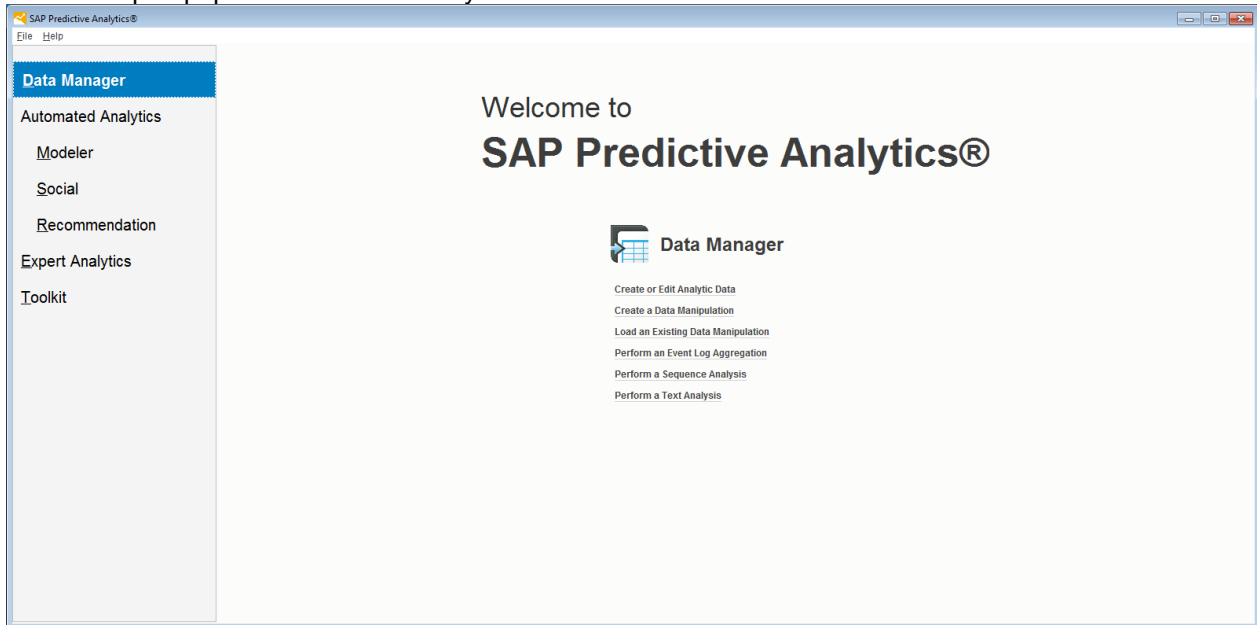 SAP Predictive Analytics®
File Help
Data Manager
Automated Analytics
Modeler
Social
Recommendation
Expert Analytics
Toolkit
Welcome to
SAP Predictive Analytics®
Data Manager
Create or Edit Analytic Data
Create a Data Manipulation
Load an Existing Data Manipulation
Perform an Event Log Aggregation
Perform a Sequence Analysis
Perform a Text Analysis